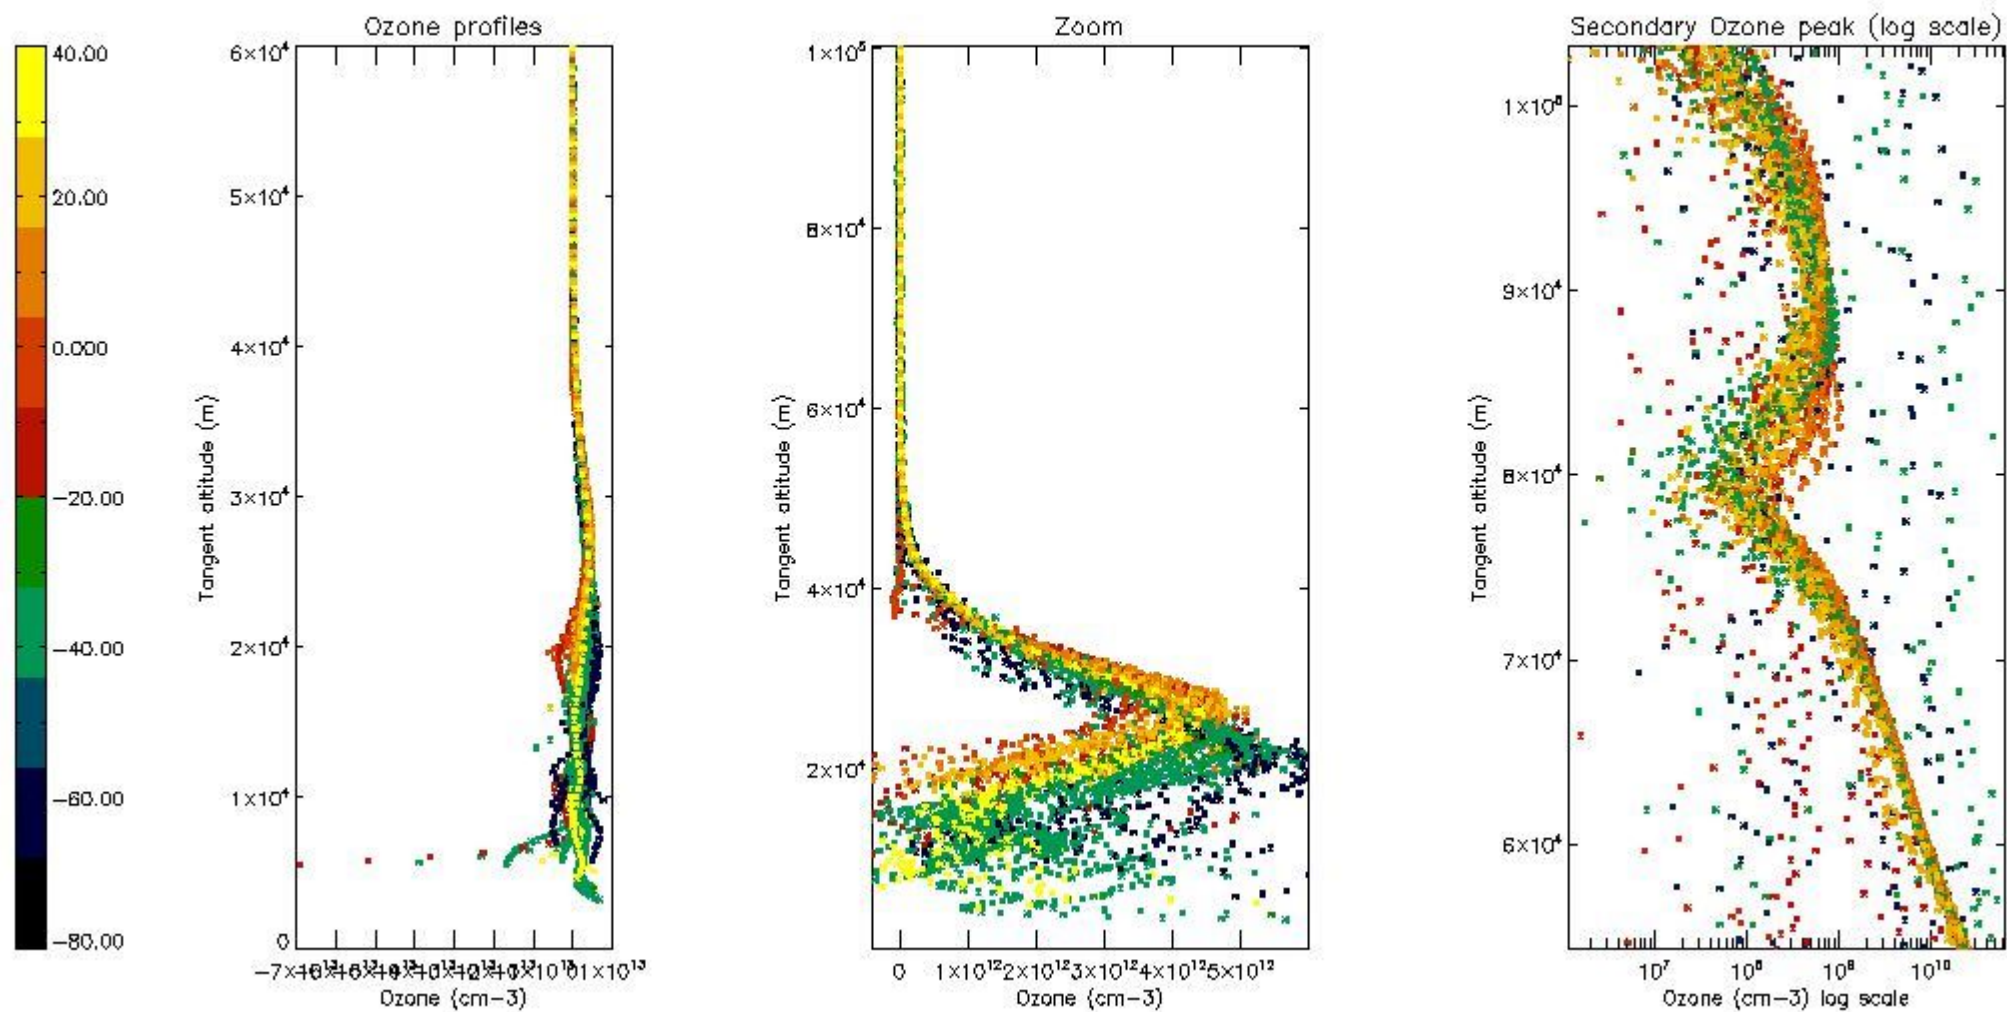 Ozone profiles
Zoom
Secondary Ozone peak (log scale)
40.00
20.00
0.000
−20.00
−40.00
−60.00
−80.00
6×10⁴
5×10⁴
4×10⁴
3×10⁴
2×10⁴
1×10⁴
0
Tangent altitude (m)
1×10¹³
Ozone (cm−3)
1×10⁵
8×10⁴
6×10⁴
4×10⁴
2×10⁴
Tangent altitude (m)
0 1×10¹² 2×10¹² 3×10¹² 4×10¹² 5×10¹²
Ozone (cm−3)
1×10⁵
9×10⁴
8×10⁴
7×10⁴
6×10⁴
Tangent altitude (m)
10⁷ 10⁸ 10⁹ 10¹⁰
Ozone (cm−3) log scale